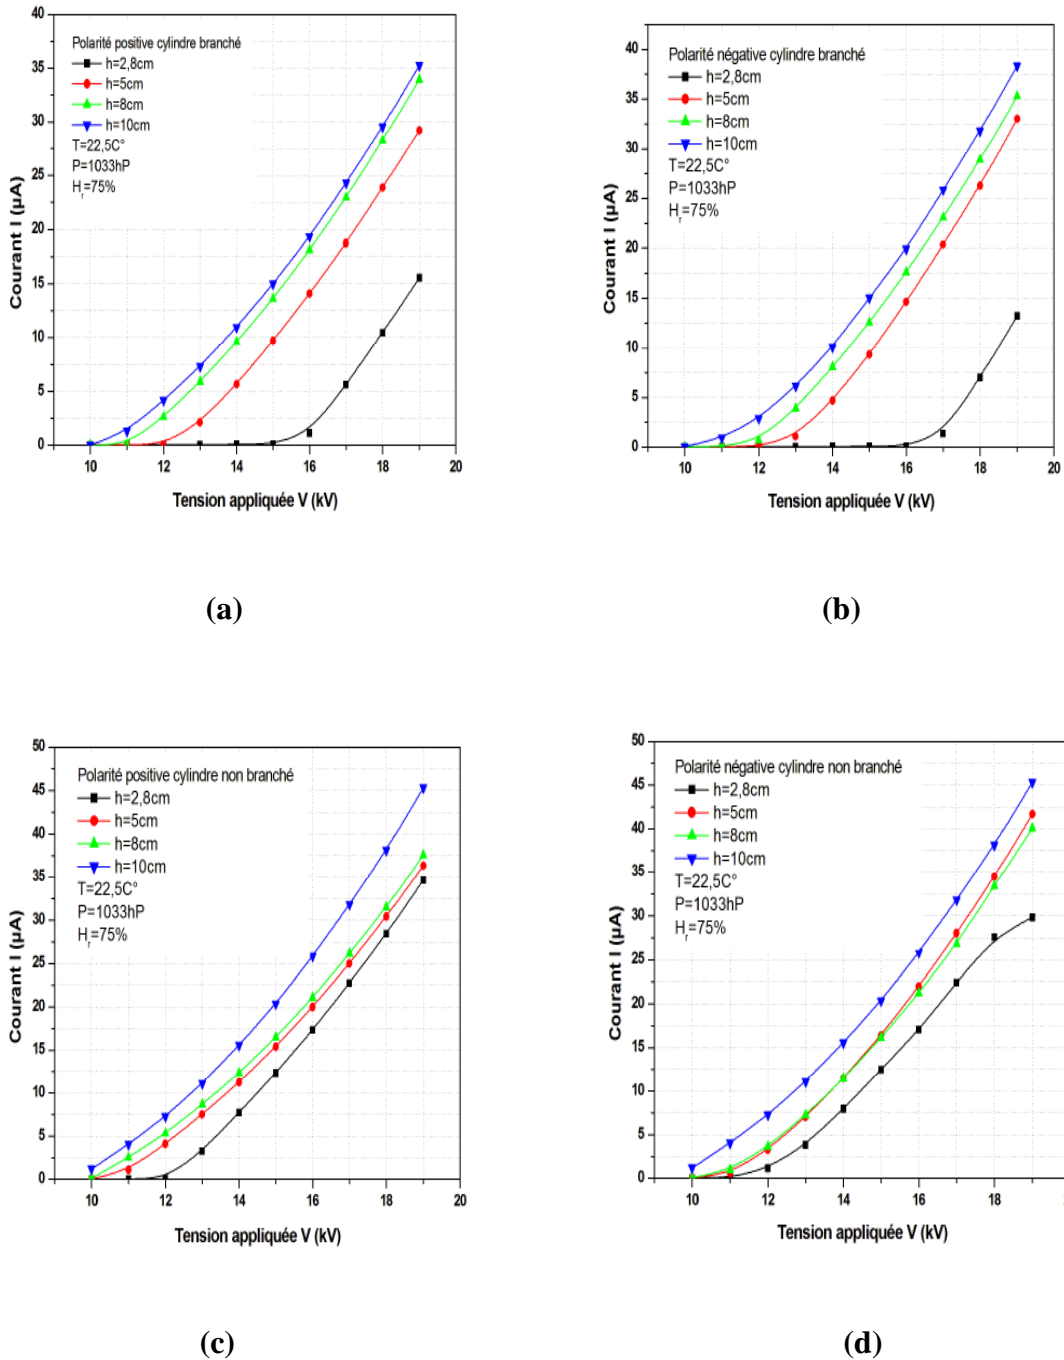 40
35
30
25
20
15
10
5
0
Courant I (µA)
Polarité positive cylindre branché
h=2,8cm
h=5cm
h=8cm
h=10cm
T=22,5C°
P=1033hP
Hr=75%
10 12 14 16 18 20
Tension appliquée V (kV)
(a)
40
35
30
25
20
15
10
5
0
Courant I (µA)
Polarité négative cylindre branché
h=2,8cm
h=5cm
h=8cm
h=10cm
T=22,5C°
P=1033hP
Hr=75%
10 12 14 16 18 20
Tension appliquée V (kV)
(b)
50
45
40
35
30
25
20
15
10
5
0
Courant I (µA)
Polarité positive cylindre non branché
h=2,8cm
h=5cm
h=8cm
h=10cm
T=22,5C°
P=1033hP
Hr=75%
10 12 14 16 18 20
Tension appliquée V (kV)
(c)
50
45
40
35
30
25
20
15
10
5
0
Courant I (µA)
Polarité négative cylindre non branché
h=2,8cm
h=5cm
h=8cm
h=10cm
T=22,5C°
P=1033hP
Hr=75%
10 12 14 16 18
Tension appliquée V (kV)
(d)